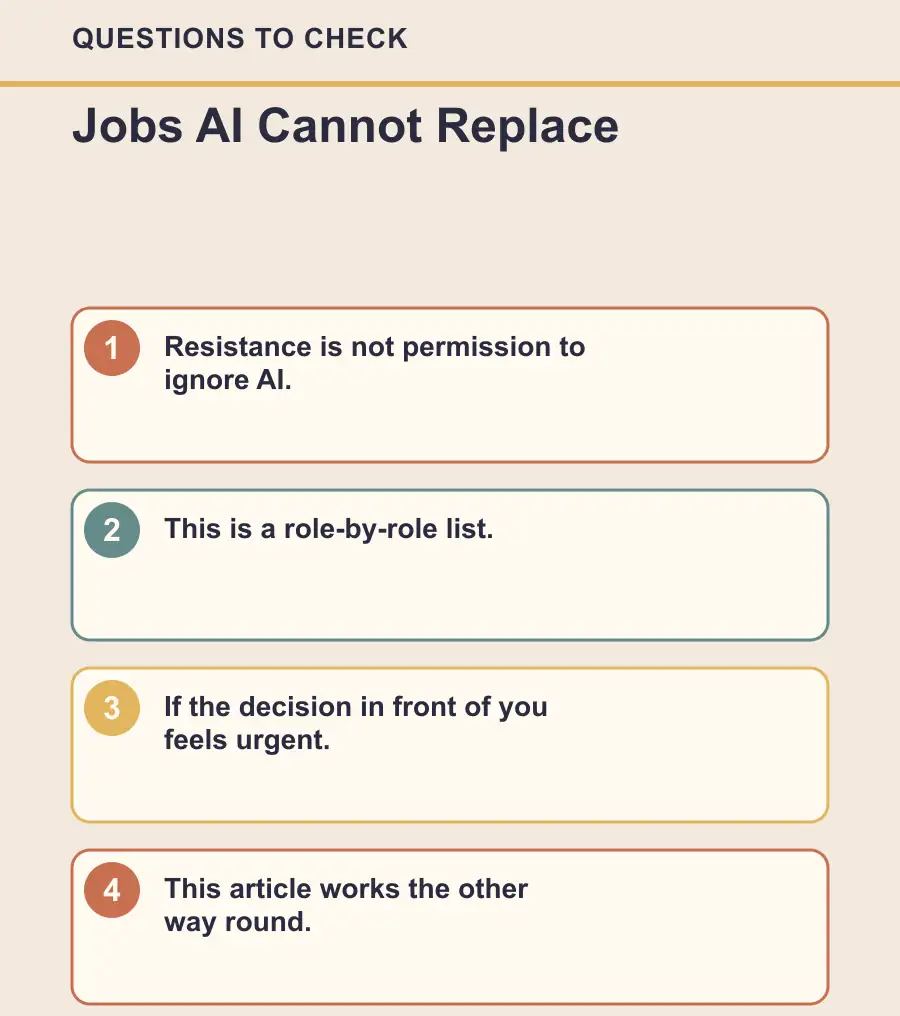 QUESTIONS TO CHECK
Jobs AI Cannot Replace
1
Resistance is not permission to
ignore AI.
2
This is a role-by-role list.
3
If the decision in front of you
feels urgent.
4
This article works the other
way round.